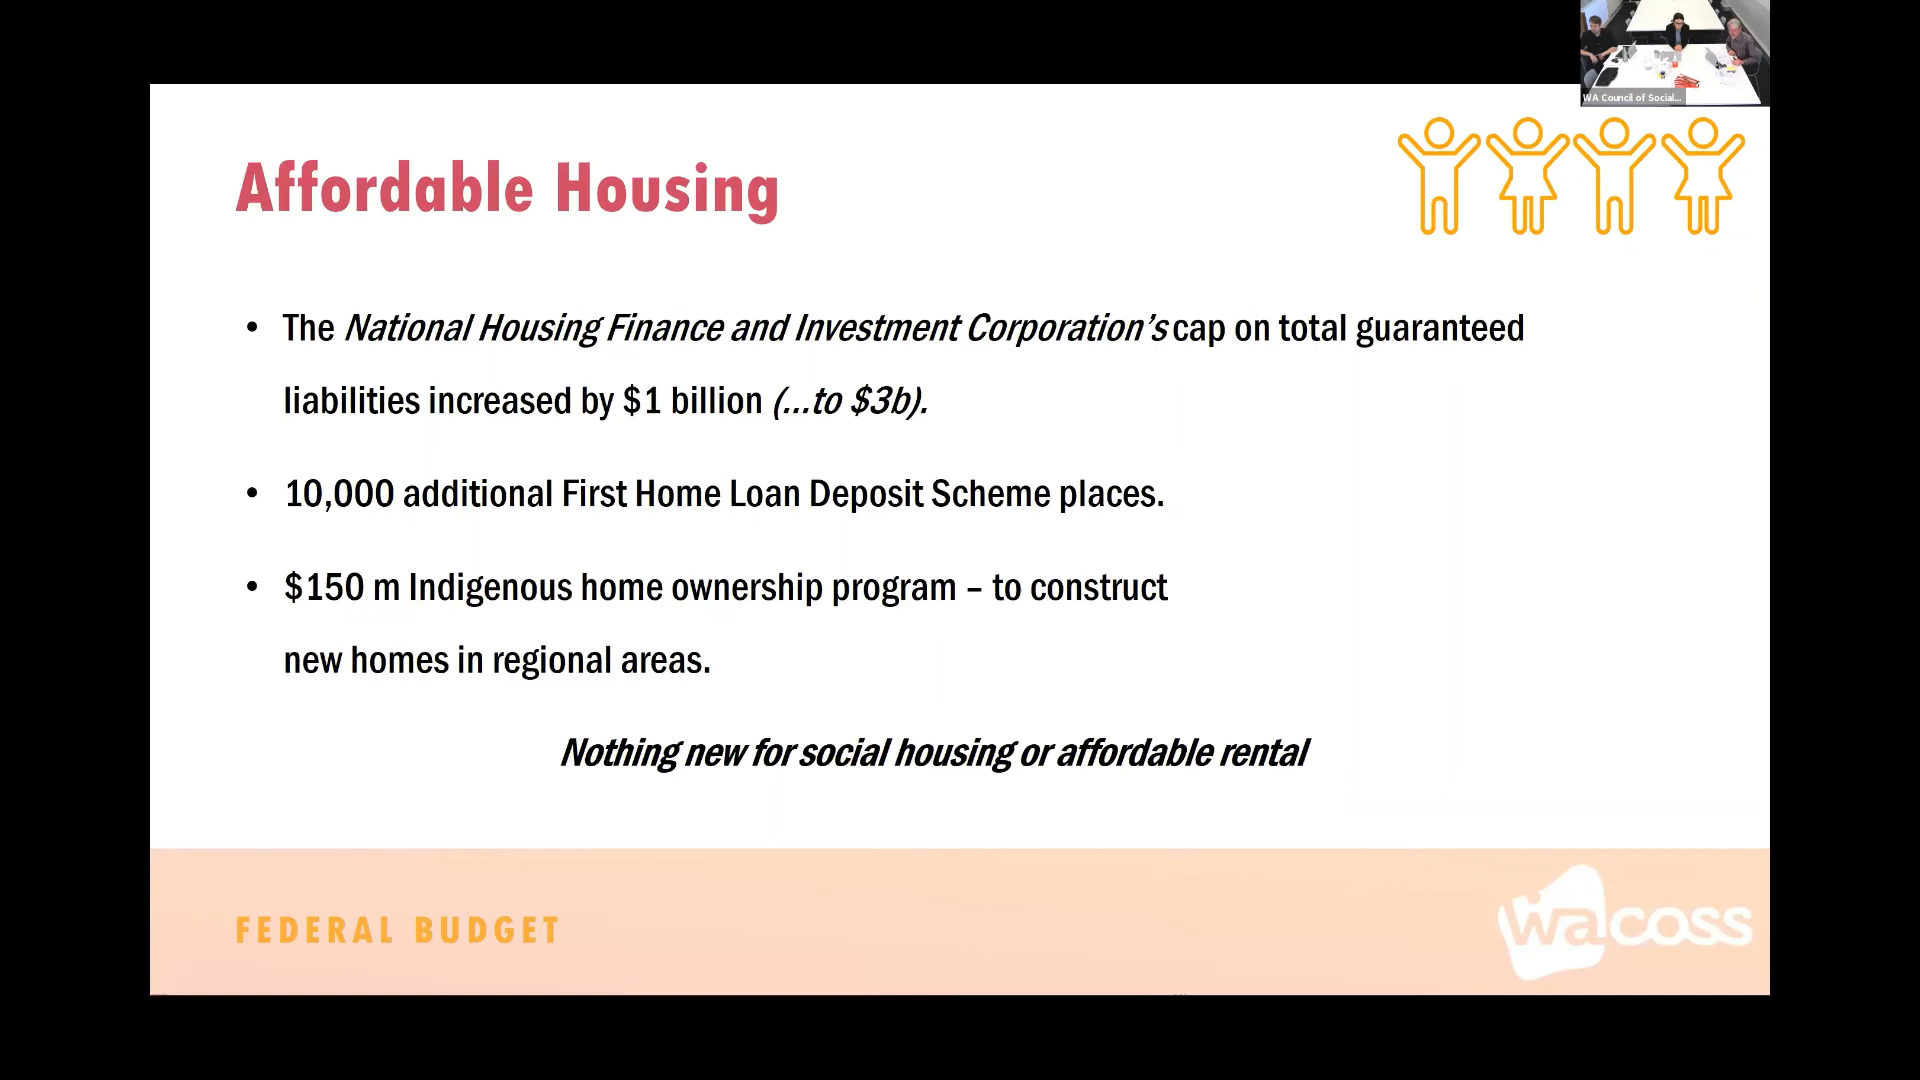 WA Council of Social...
Affordable Housing
• The National Housing Finance and Investment Corporation's cap on total guaranteed
liabilities increased by $1 billion (...to $3b).
• 10,000 additional First Home Loan Deposit Scheme places.
• $150 m Indigenous home ownership program – to construct
new homes in regional areas.
Nothing new for social housing or affordable rental
FEDERAL BUDGET
wacoss